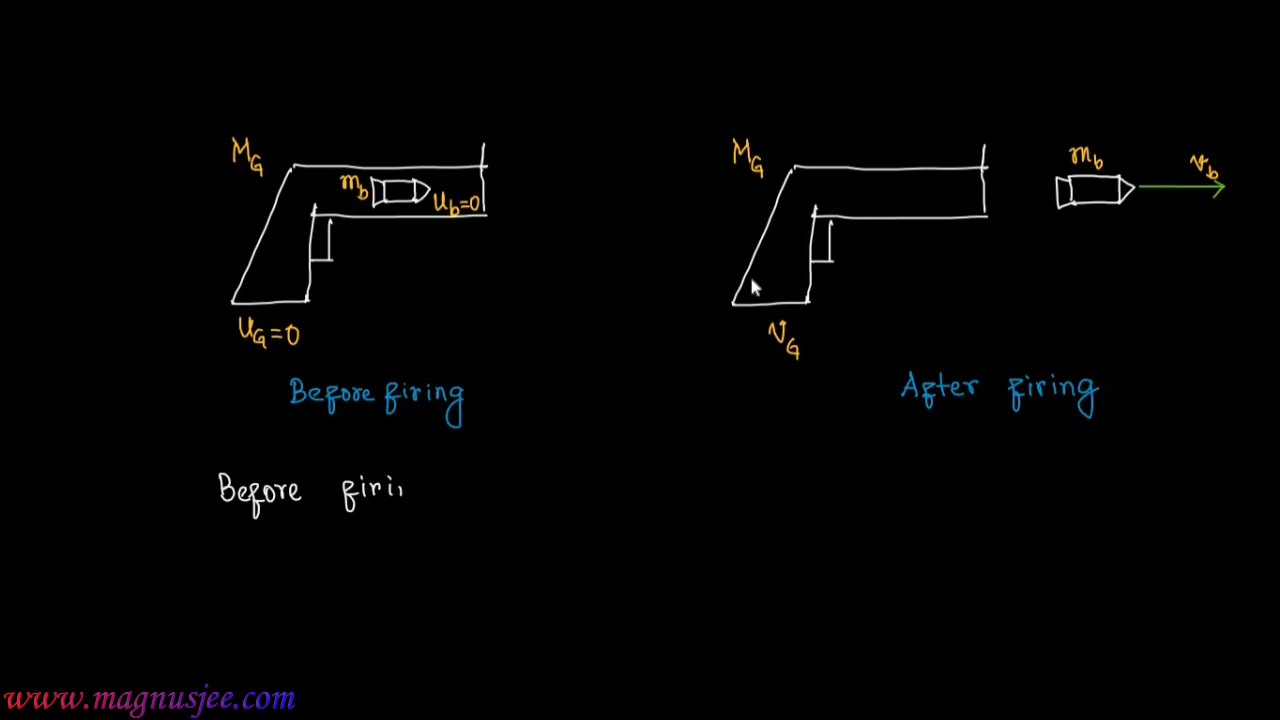 M_G
m_b
u_b=0
u_G=0
Before firing
M_G
m_b
v_b
v_G
After firing
Before firi
www.magnusjee.com